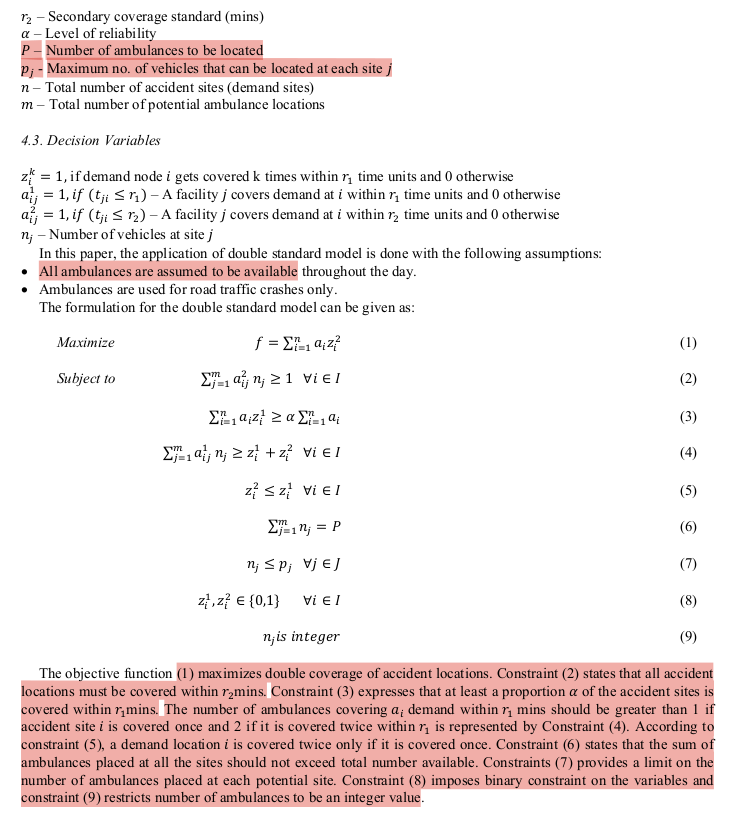 r₂ – Secondary coverage standard (mins)
α – Level of reliability
P – Number of ambulances to be located
pⱼ - Maximum no. of vehicles that can be located at each site j
n – Total number of accident sites (demand sites)
m – Total number of potential ambulance locations
4.3. Decision Variables
zᵢᵏ = 1, if demand node i gets covered k times within r₁ time units and 0 otherwise
aᵢⱼ¹ = 1, if (tⱼᵢ ≤ r₁) – A facility j covers demand at i within r₁ time units and 0 otherwise
aᵢⱼ² = 1, if (tⱼᵢ ≤ r₂) – A facility j covers demand at i within r₂ time units and 0 otherwise
nⱼ – Number of vehicles at site j
In this paper, the application of double standard model is done with the following assumptions:
• All ambulances are assumed to be available throughout the day.
• Ambulances are used for road traffic crashes only.
The formulation for the double standard model can be given as:
Maximize f = ∑ᵢ₌₁ⁿ aᵢzᵢ² (1)
Subject to ∑ⱼ₌₁ᵐ aᵢⱼ² nⱼ ≥ 1 ∀i ∈ I (2)
∑ᵢ₌₁ⁿ aᵢzᵢ¹ ≥ α ∑ᵢ₌₁ⁿ aᵢ (3)
∑ⱼ₌₁ᵐ aᵢⱼ¹ nⱼ ≥ zᵢ¹ + zᵢ² ∀i ∈ I (4)
zᵢ² ≤ zᵢ¹ ∀i ∈ I (5)
∑ⱼ₌₁ᵐ nⱼ = P (6)
nⱼ ≤ pⱼ ∀j ∈ J (7)
zᵢ¹, zᵢ² ∈ {0,1} ∀i ∈ I (8)
nⱼis integer (9)
The objective function (1) maximizes double coverage of accident locations. Constraint (2) states that all accident
locations must be covered within r₂mins. Constraint (3) expresses that at least a proportion α of the accident sites is
covered within r₁mins. The number of ambulances covering aᵢ demand within r₁ mins should be greater than 1 if
accident site i is covered once and 2 if it is covered twice within r₁ is represented by Constraint (4). According to
constraint (5), a demand location i is covered twice only if it is covered once. Constraint (6) states that the sum of
ambulances placed at all the sites should not exceed total number available. Constraints (7) provides a limit on the
number of ambulances placed at each potential site. Constraint (8) imposes binary constraint on the variables and
constraint (9) restricts number of ambulances to be an integer value.